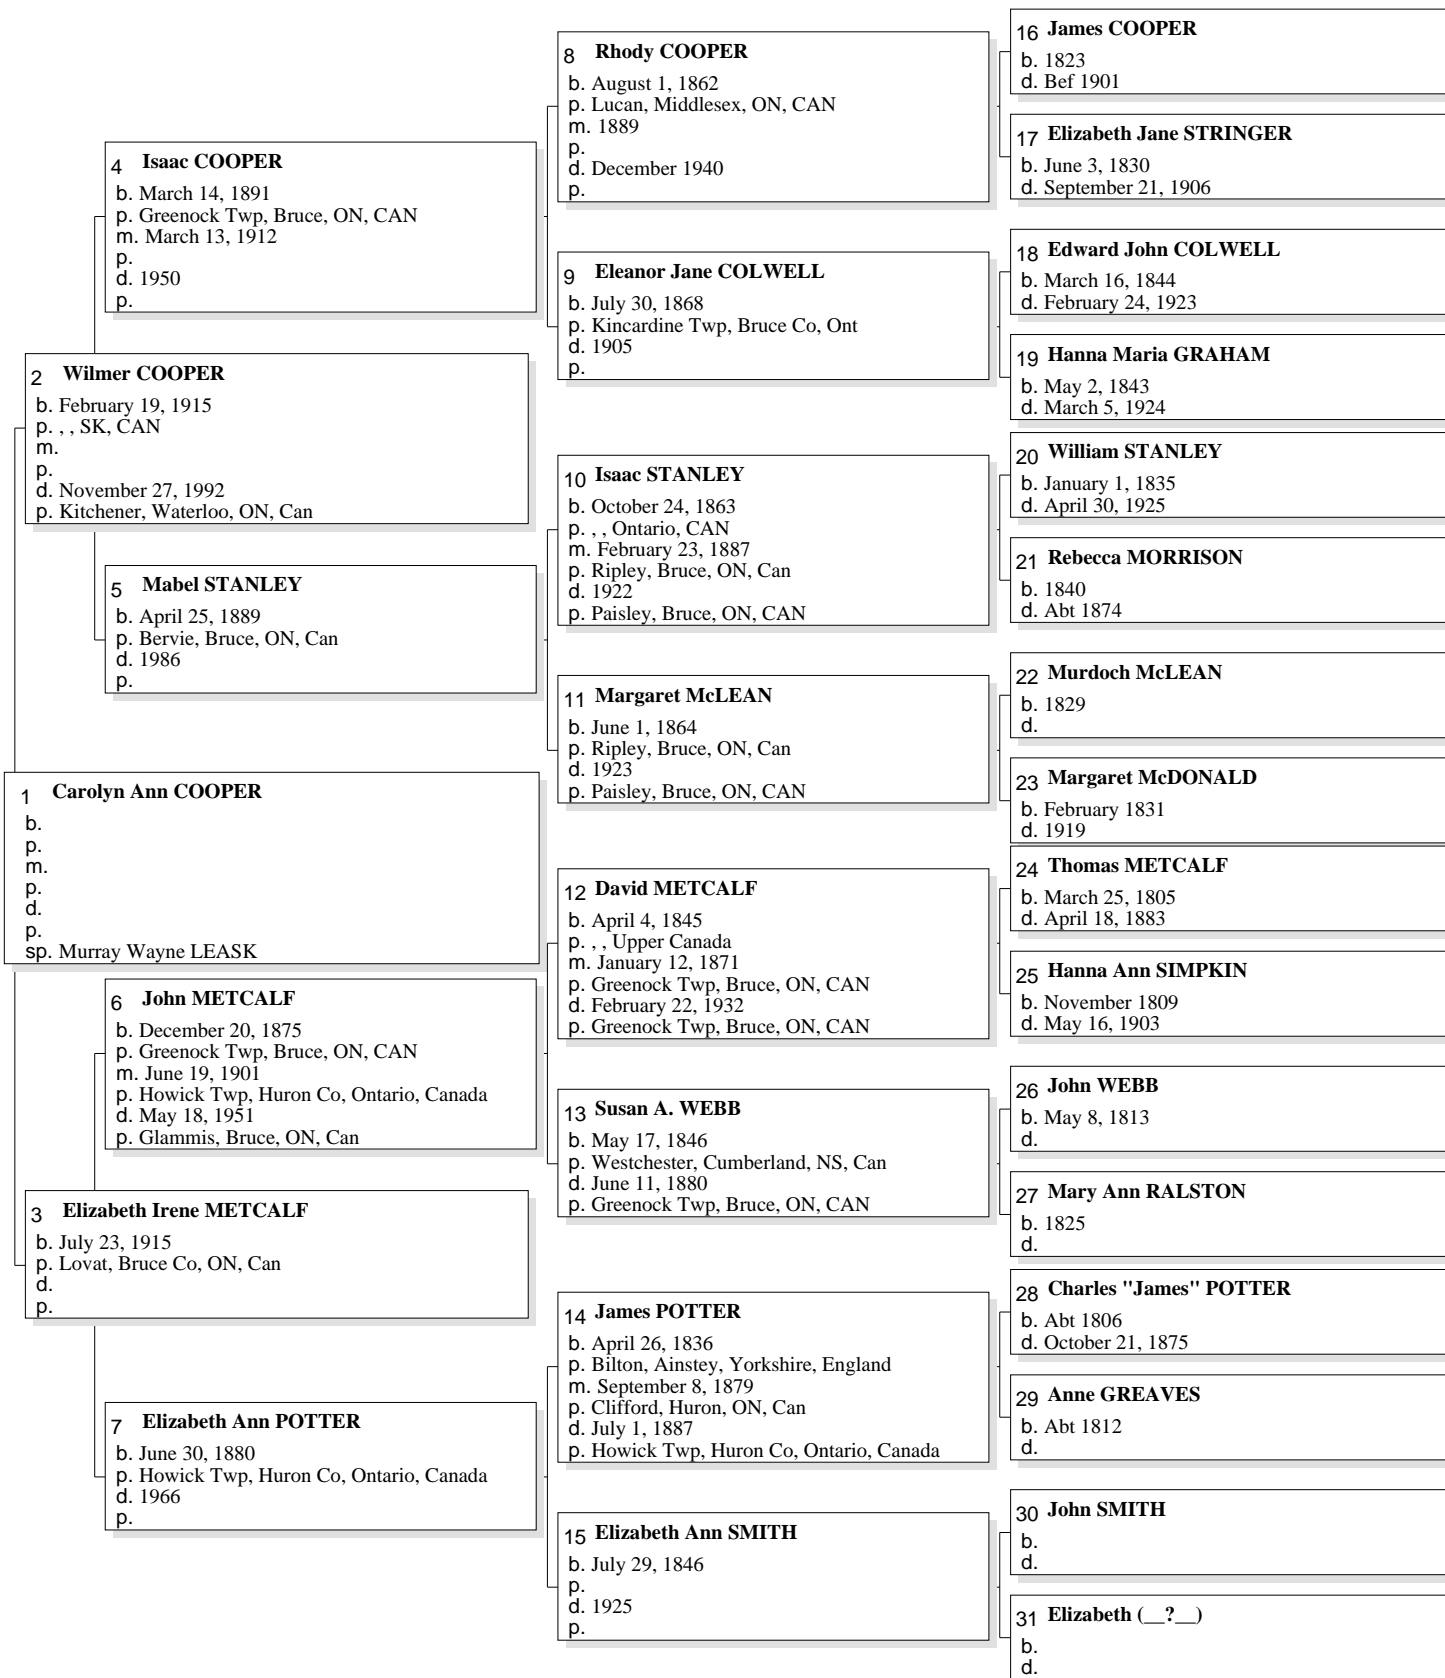 1 Carolyn Ann COOPER
b.
p.
m.
p.
d.
p.
sp. Murray Wayne LEASK
2 Wilmer COOPER
b. February 19, 1915
p. , , SK, CAN
m.
p.
d. November 27, 1992
p. Kitchener, Waterloo, ON, Can
3 Elizabeth Irene METCALF
b. July 23, 1915
p. Lovat, Bruce Co, ON, Can
d.
p.
4 Isaac COOPER
b. March 14, 1891
p. Greenock Twp, Bruce, ON, CAN
m. March 13, 1912
p.
d. 1950
p.
5 Mabel STANLEY
b. April 25, 1889
p. Bervie, Bruce, ON, Can
d. 1986
p.
6 John METCALF
b. December 20, 1875
p. Greenock Twp, Bruce, ON, CAN
m. June 19, 1901
p. Howick Twp, Huron Co, Ontario, Canada
d. May 18, 1951
p. Glammis, Bruce, ON, Can
7 Elizabeth Ann POTTER
b. June 30, 1880
p. Howick Twp, Huron Co, Ontario, Canada
d. 1966
p.
8 Rhody COOPER
b. August 1, 1862
p. Lucan, Middlesex, ON, CAN
m. 1889
p.
d. December 1940
p.
9 Eleanor Jane COLWELL
b. July 30, 1868
p. Kincardine Twp, Bruce Co, Ont
d. 1905
p.
10 Isaac STANLEY
b. October 24, 1863
p. , , Ontario, CAN
m. February 23, 1887
p. Ripley, Bruce, ON, Can
d. 1922
p. Paisley, Bruce, ON, CAN
11 Margaret McLEAN
b. June 1, 1864
p. Ripley, Bruce, ON, Can
d. 1923
p. Paisley, Bruce, ON, CAN
12 David METCALF
b. April 4, 1845
p. , , Upper Canada
m. January 12, 1871
p. Greenock Twp, Bruce, ON, CAN
d. February 22, 1932
p. Greenock Twp, Bruce, ON, CAN
13 Susan A. WEBB
b. May 17, 1846
p. Westchester, Cumberland, NS, Can
d. June 11, 1880
p. Greenock Twp, Bruce, ON, CAN
14 James POTTER
b. April 26, 1836
p. Bilton, Ainstey, Yorkshire, England
m. September 8, 1879
p. Clifford, Huron, ON, Can
d. July 1, 1887
p. Howick Twp, Huron Co, Ontario, Canada
15 Elizabeth Ann SMITH
b. July 29, 1846
p.
d. 1925
p.
16 James COOPER
b. 1823
d. Bef 1901
17 Elizabeth Jane STRINGER
b. June 3, 1830
d. September 21, 1906
18 Edward John COLWELL
b. March 16, 1844
d. February 24, 1923
19 Hanna Maria GRAHAM
b. May 2, 1843
d. March 5, 1924
20 William STANLEY
b. January 1, 1835
d. April 30, 1925
21 Rebecca MORRISON
b. 1840
d. Abt 1874
22 Murdoch McLEAN
b. 1829
d.
23 Margaret McDONALD
b. February 1831
d. 1919
24 Thomas METCALF
b. March 25, 1805
d. April 18, 1883
25 Hanna Ann SIMPKIN
b. November 1809
d. May 16, 1903
26 John WEBB
b. May 8, 1813
d.
27 Mary Ann RALSTON
b. 1825
d.
28 Charles "James" POTTER
b. Abt 1806
d. October 21, 1875
29 Anne GREAVES
b. Abt 1812
d.
30 John SMITH
b.
d.
31 Elizabeth (__?__)
b.
d.